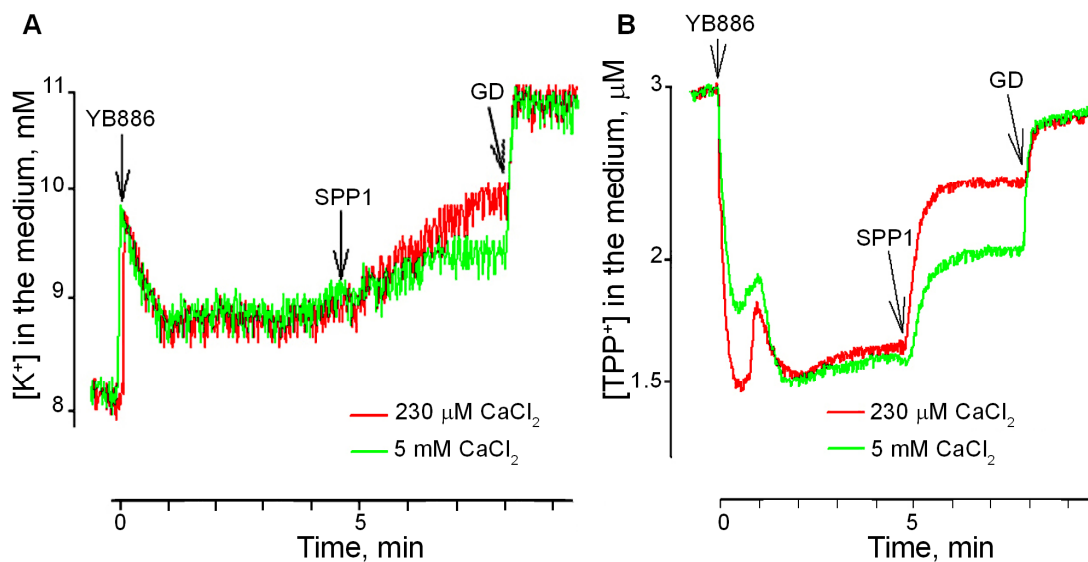 A
[K⁺] in the medium, mM
11
10
9
8
YB886
SPP1
GD
230 μM CaCl₂
5 mM CaCl₂
0
5
Time, min
B
[TPP⁺] in the medium, μM
3
2
1.5
YB886
SPP1
GD
230 μM CaCl₂
5 mM CaCl₂
0
5
Time, min